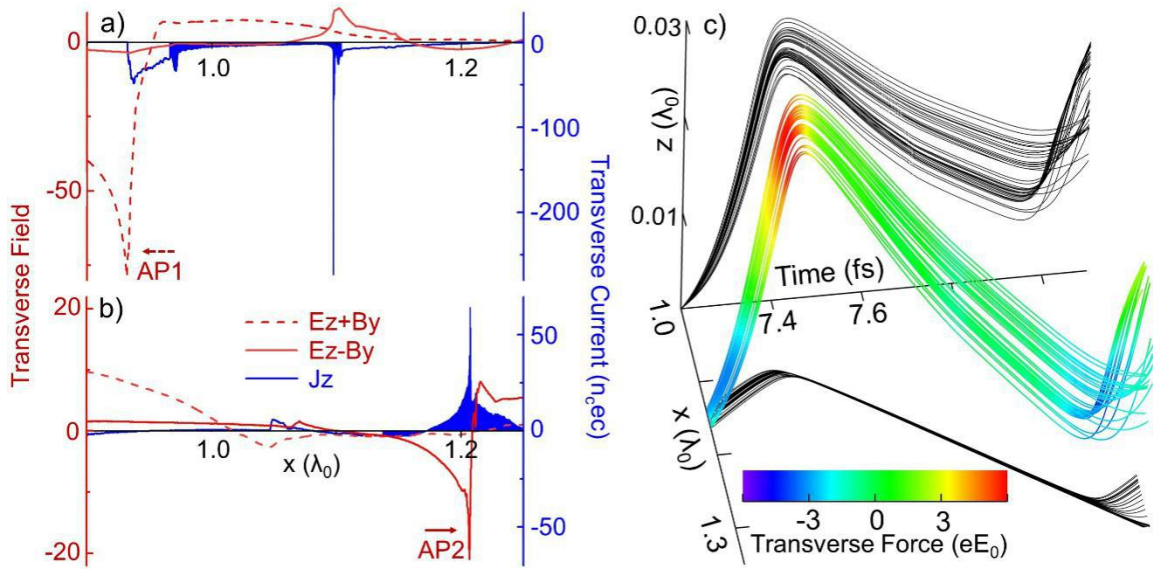 a)
0
-50
Transverse Field
1.0
1.2
AP1
0
-100
-200
Transverse Current (n_cec)
b)
20
10
0
-10
-20
Ez+By
Ez-By
Jz
1.0
1.2
x (λ₀)
AP2
50
0
-50
c)
0.03
z (λ₀)
0.01
Time (fs)
1.0
7.4
7.6
x (λ₀)
1.3
-3
0
3
Transverse Force (eE₀)